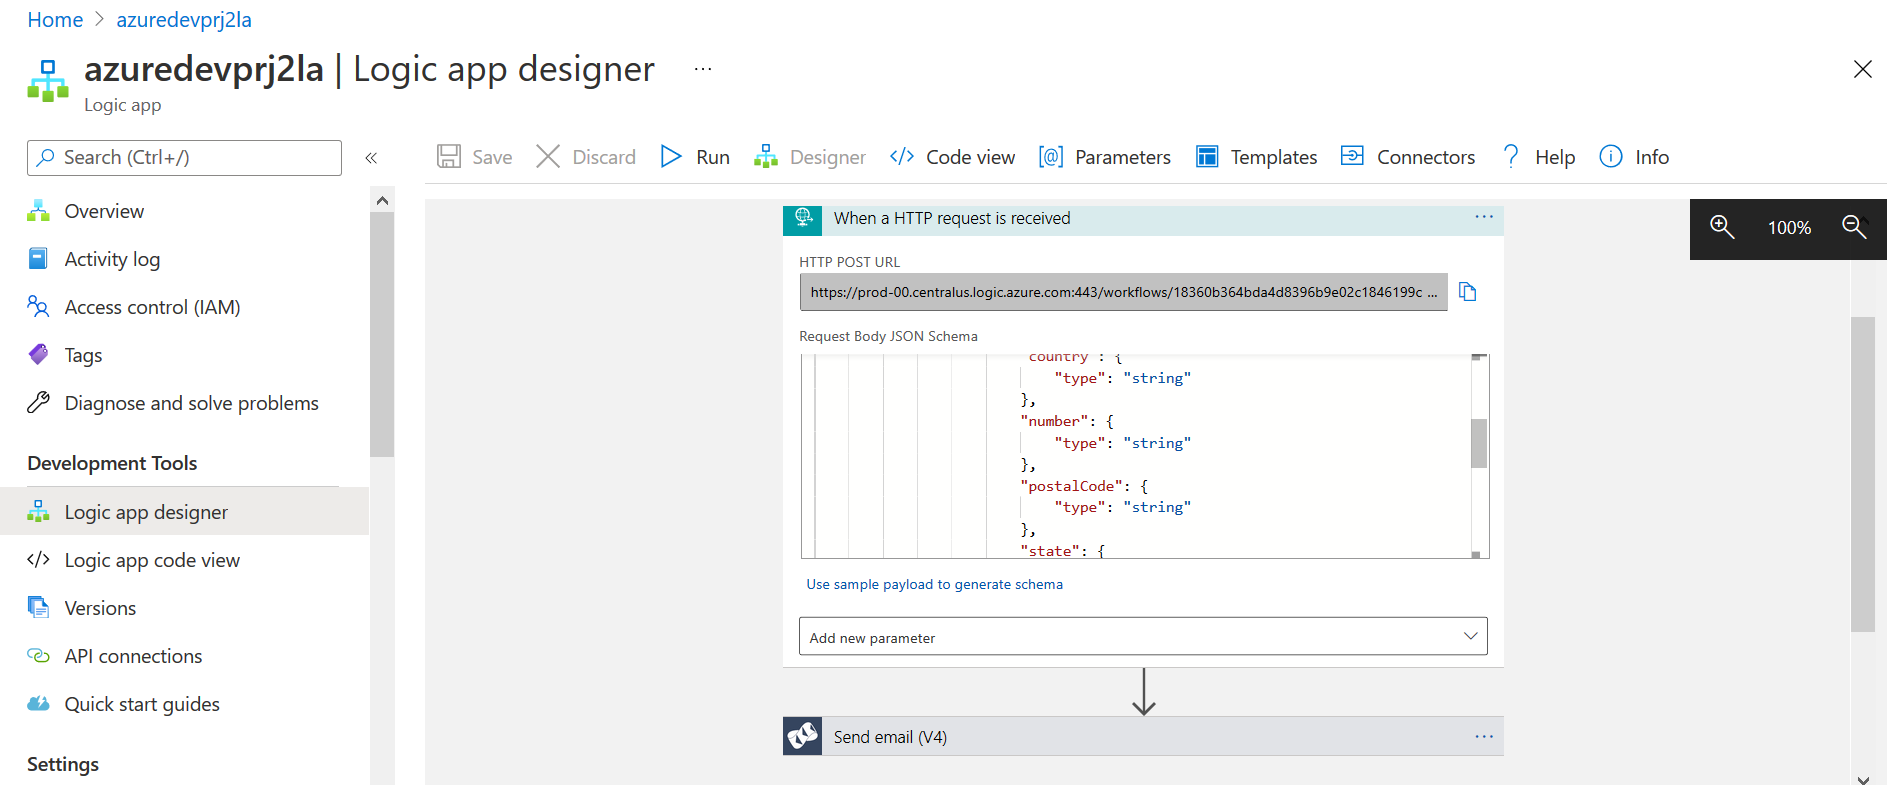 Home > azuredevprj2la
azuredevprj2la | Logic app designer ...
Logic app
Search (Ctrl+/)
«
Overview
Activity log
Access control (IAM)
Tags
Diagnose and solve problems
Development Tools
Logic app designer
Logic app code view
Versions
API connections
Quick start guides
Settings
Save Discard Run Designer Code view Parameters Templates Connectors Help Info
When a HTTP request is received ...
100%
HTTP POST URL
https://prod-00.centralus.logic.azure.com:443/workflows/18360b364bda4d8396b9e02c1846199c ...
Request Body JSON Schema
country : {
"type": "string"
},
"number": {
"type": "string"
},
"postalCode": {
"type": "string"
},
"state": {
Use sample payload to generate schema
Add new parameter
Send email (V4) ...